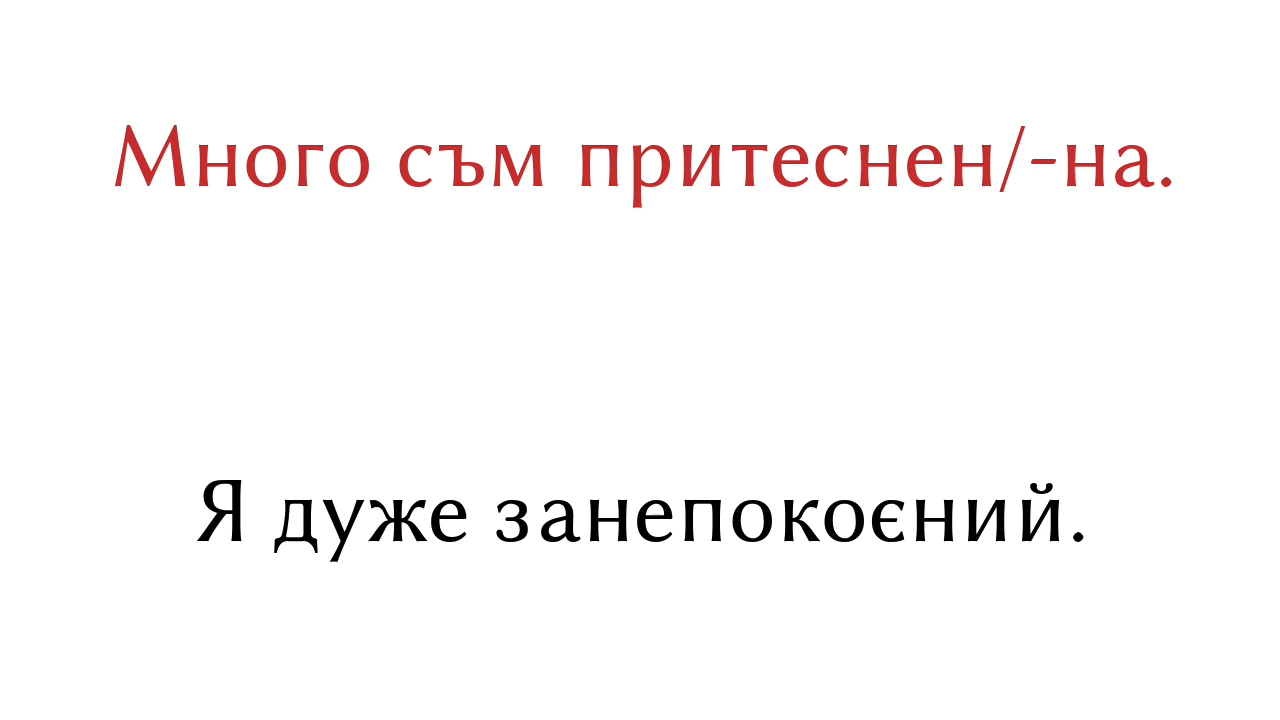 Много съм притеснен/-на.
Я дуже занепокоєний.